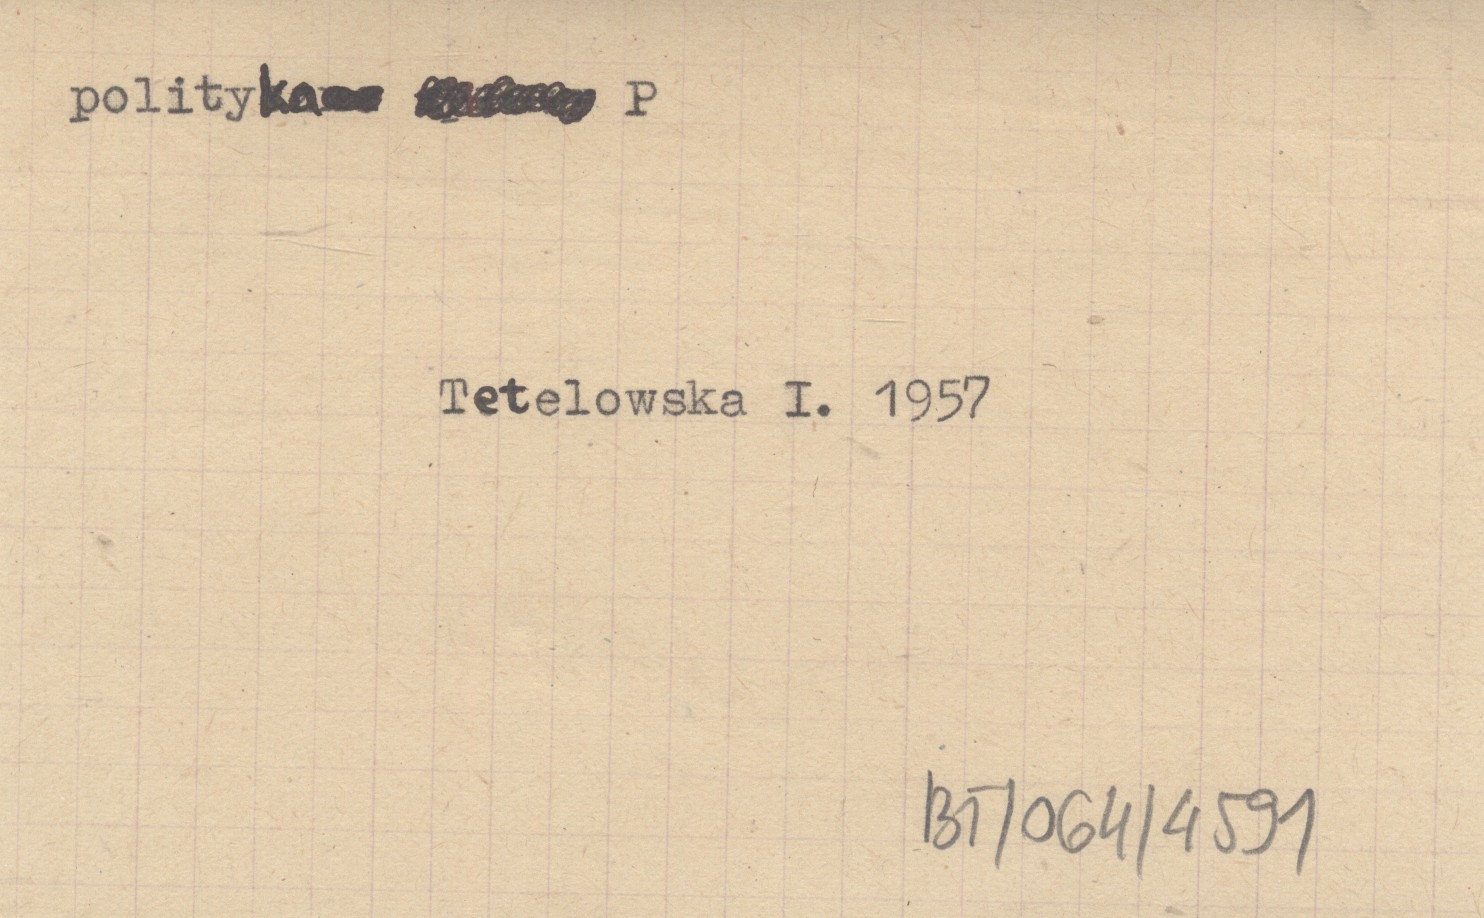 polityka P
Tetelowska I. 1957
BT/064/4591